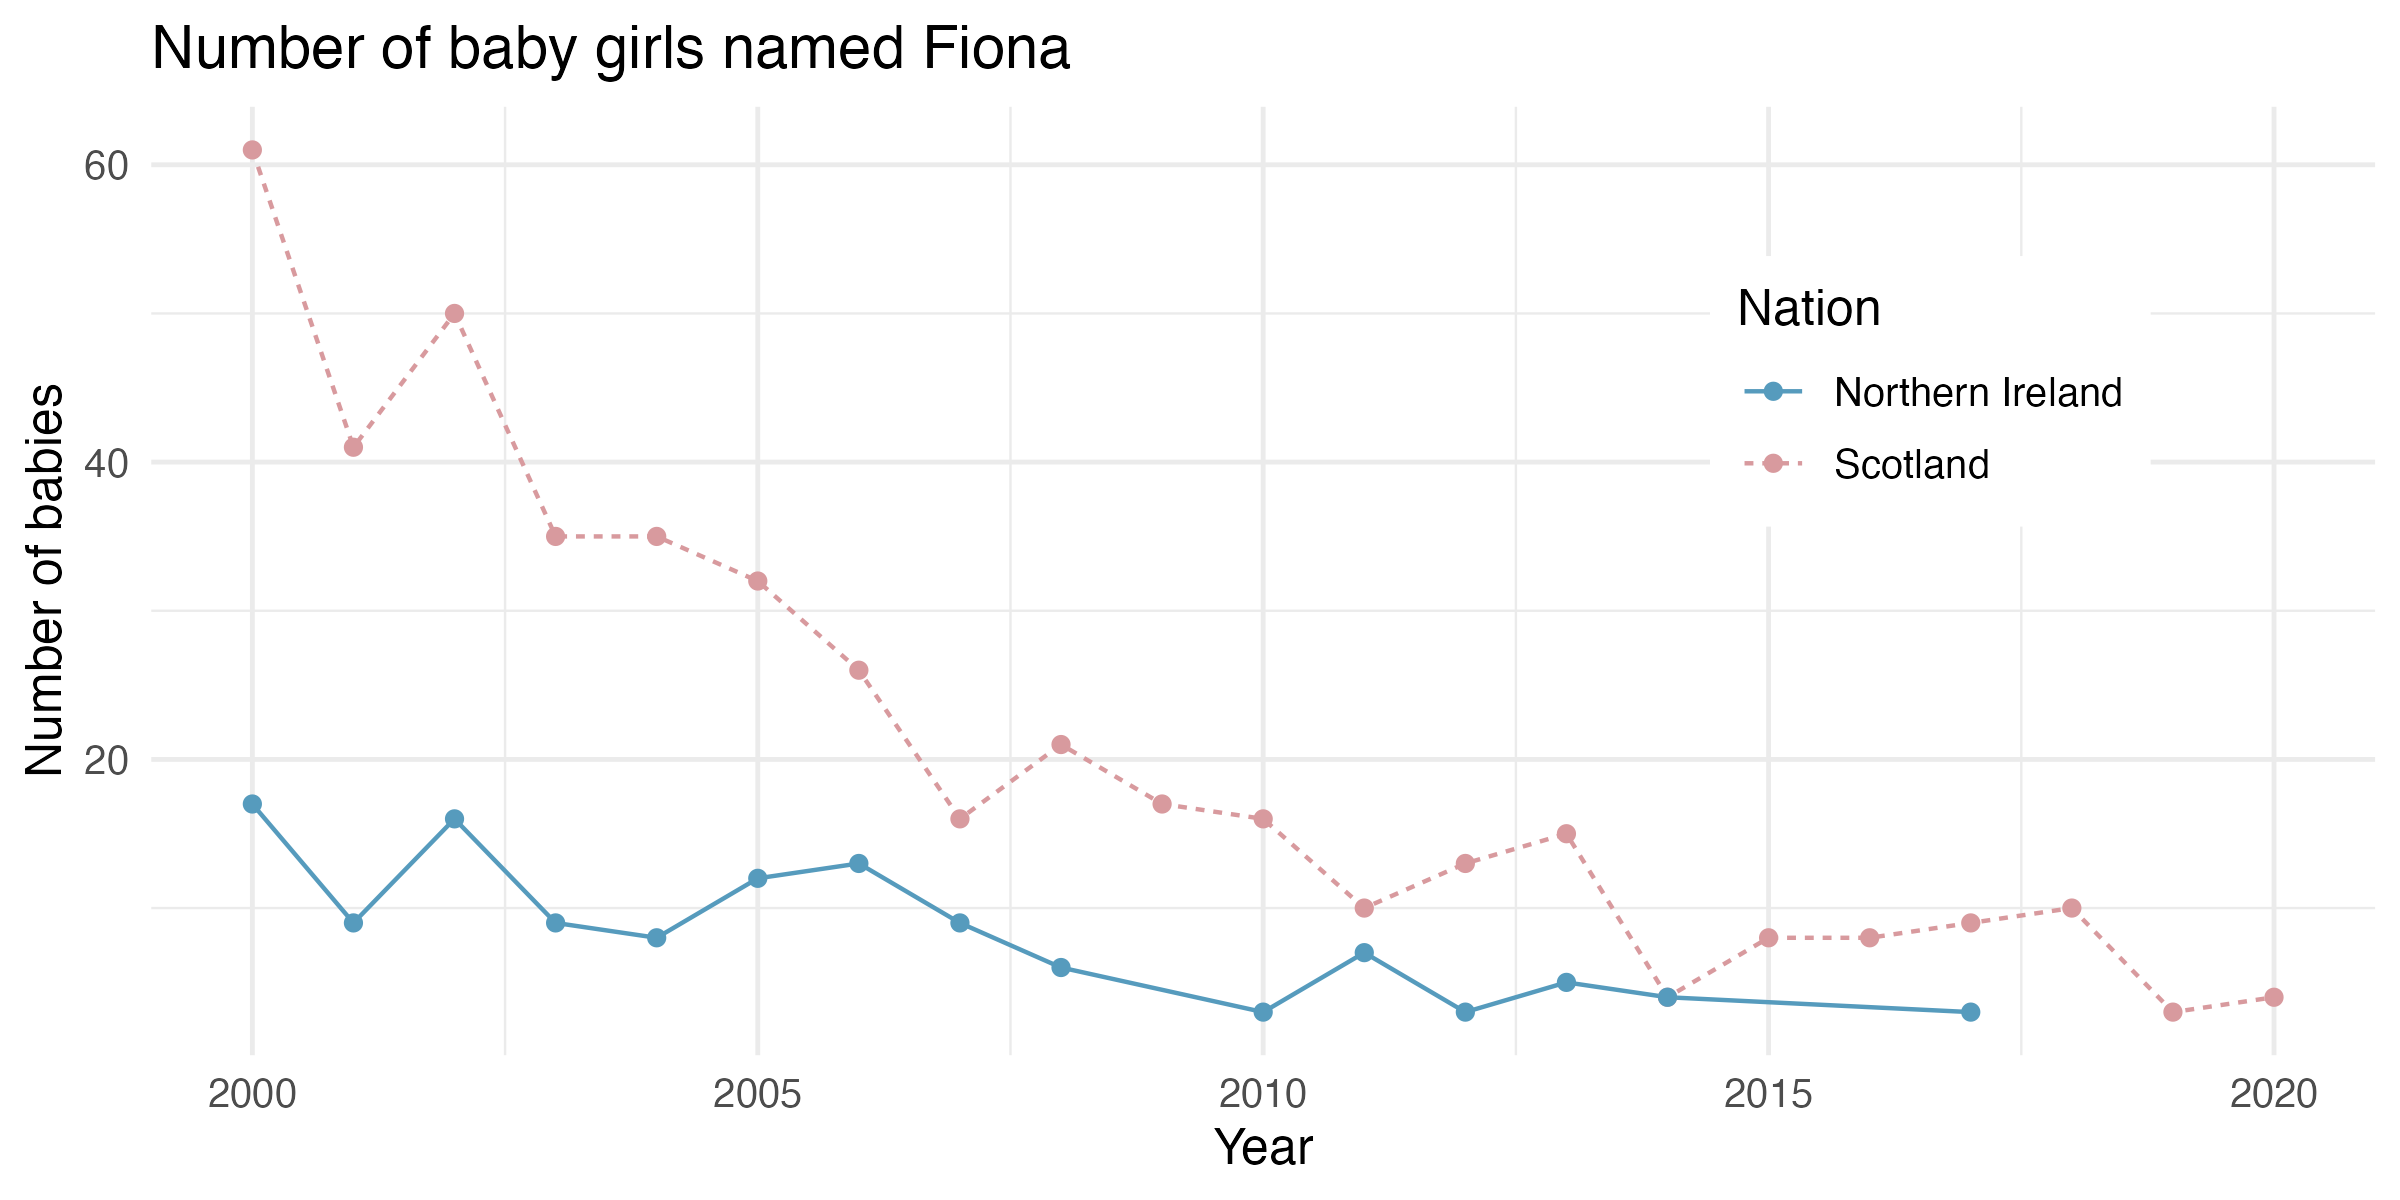 Number of baby girls named Fiona
Number of babies
60
40
20
Nation
Northern Ireland
Scotland
2000 2005 2010 2015 2020
Year